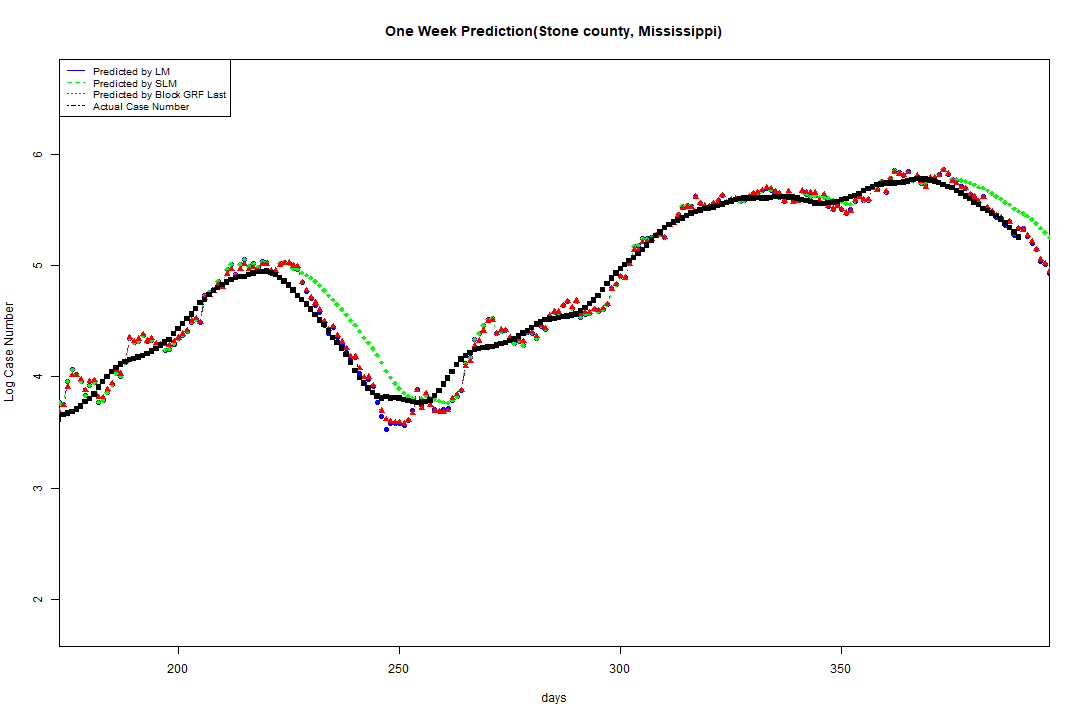 One Week Prediction(Stone county, Mississippi)
Predicted by LM
Predicted by SLM
Predicted by Block GRF Last
Actual Case Number
6
5
4
3
2
Log Case Number
200 250 300 350
days